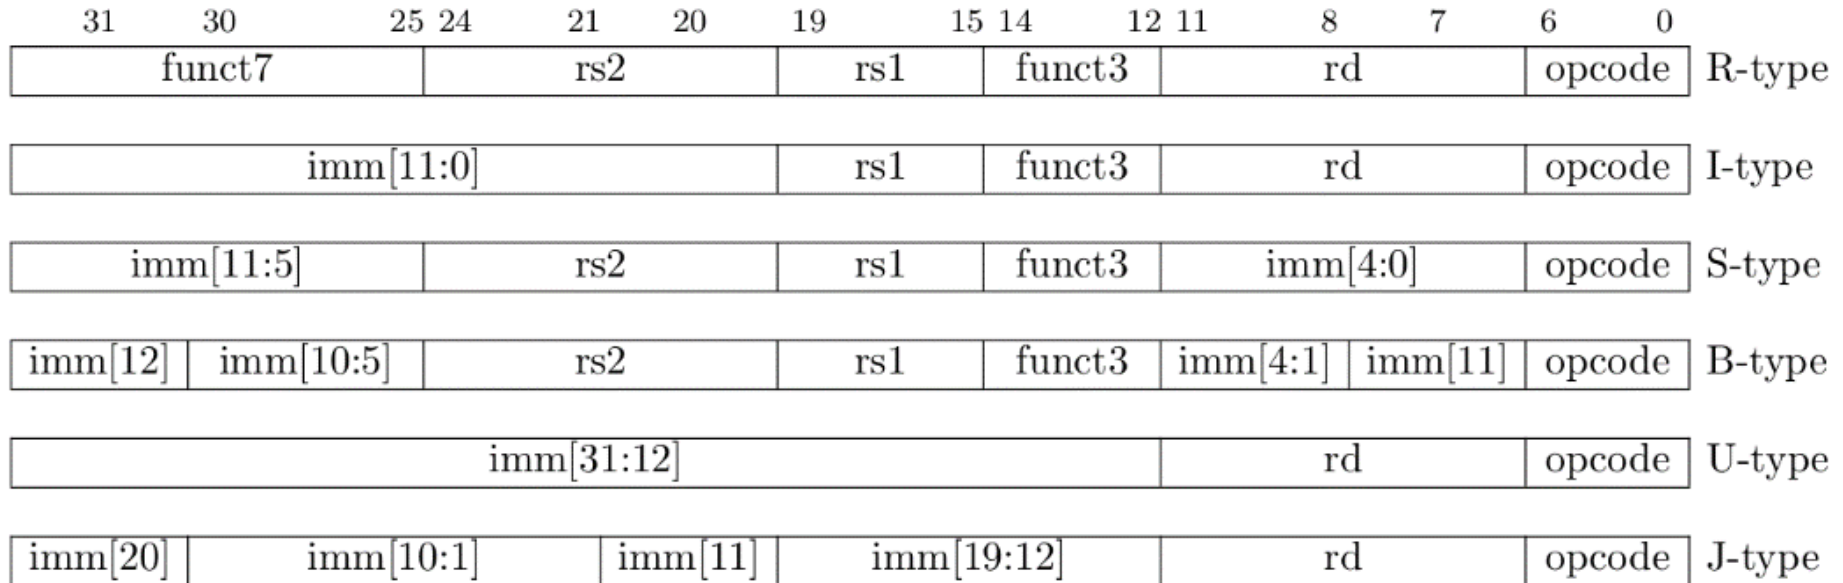 31 30 25 24 21 20 19 15 14 12 11 8 7 6 0
funct7 rs2 rs1 funct3 rd opcode R-type
imm[11:0] rs1 funct3 rd opcode I-type
imm[11:5] rs2 rs1 funct3 imm[4:0] opcode S-type
imm[12] imm[10:5] rs2 rs1 funct3 imm[4:1] imm[11] opcode B-type
imm[31:12] rd opcode U-type
imm[20] imm[10:1] imm[11] imm[19:12] rd opcode J-type